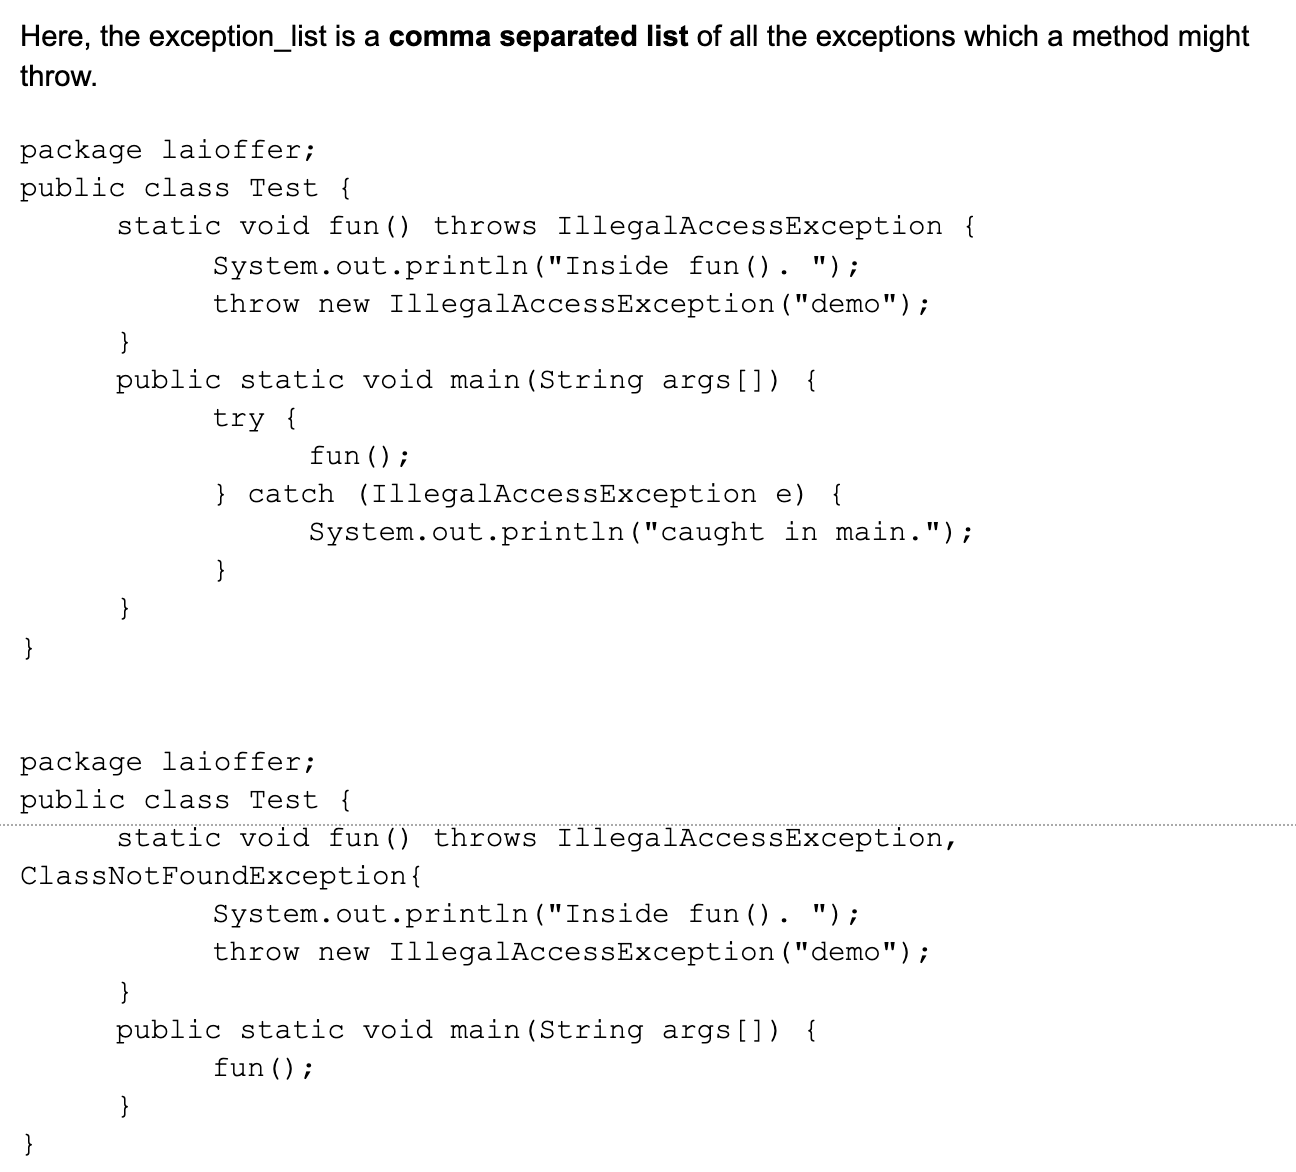 Here, the exception_list is a comma separated list of all the exceptions which a method might
throw.
package laioffer;
public class Test {
static void fun() throws IllegalAccessException {
System.out.println("Inside fun(). ");
throw new IllegalAccessException("demo");
}
public static void main(String args[]) {
try {
fun();
} catch (IllegalAccessException e) {
System.out.println("caught in main.");
}
}
}
package laioffer;
public class Test {
static void fun() throws IllegalAccessException,
ClassNotFoundException{
System.out.println("Inside fun(). ");
throw new IllegalAccessException("demo");
}
public static void main(String args[]) {
fun();
}
}